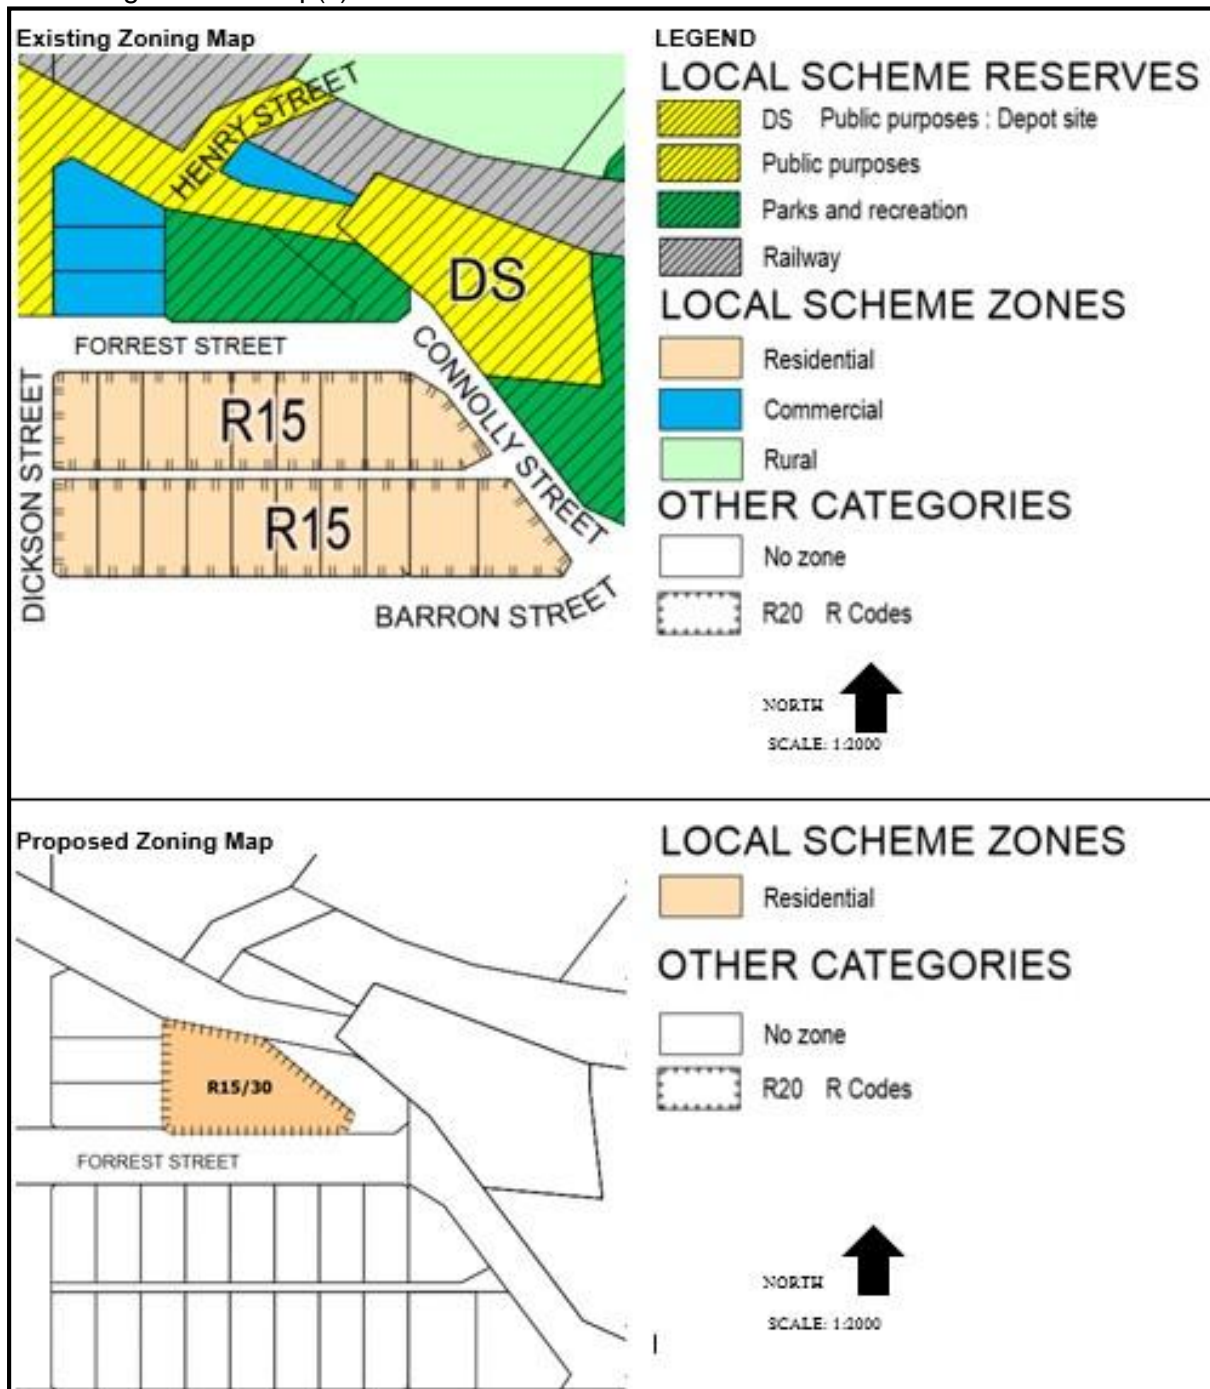 Existing Zoning Map
HENRY STREET
DS
FORREST STREET
CONNOLLY STREET
DICKSON STREET
R15
R15
BARRON STREET
LEGEND
LOCAL SCHEME RESERVES
DS Public purposes : Depot site
Public purposes
Parks and recreation
Railway
LOCAL SCHEME ZONES
Residential
Commercial
Rural
OTHER CATEGORIES
No zone
R20 R Codes
NORTH
SCALE: 1:2000
Proposed Zoning Map
R15/30
FORREST STREET
LOCAL SCHEME ZONES
Residential
OTHER CATEGORIES
No zone
R20 R Codes
NORTH
SCALE: 1:2000